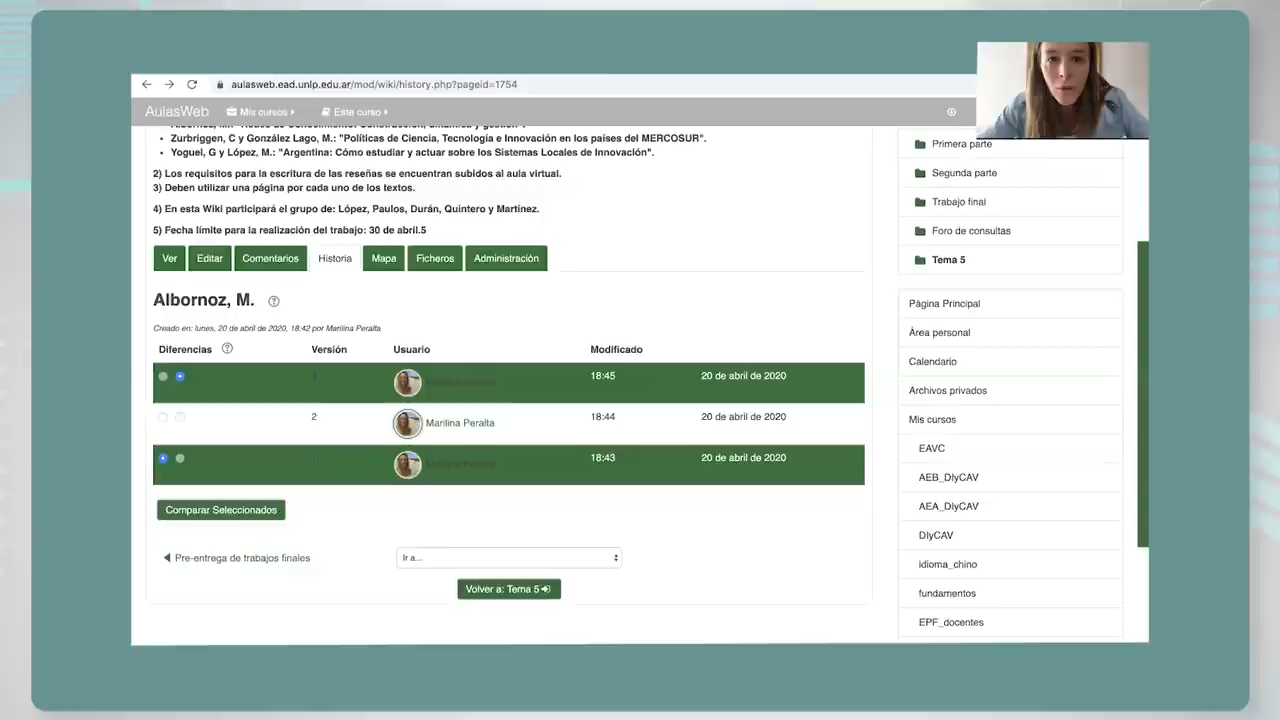 aulasweb.ead.unlp.edu.ar/mod/wiki/history.php?pageid=1754
AulasWeb Mis cursos Este curso
Zurbriggen, C y González Lago, M.: "Políticas de Ciencia, Tecnología e Innovación en los países del MERCOSUR".
Yoguel, G y López, M.: "Argentina: Cómo estudiar y actuar sobre los Sistemas Locales de Innovación".
2) Los requisitos para la escritura de las reseñas se encuentran subidos al aula virtual.
3) Deben utilizar una página por cada uno de los textos.
4) En esta Wiki participará el grupo de: López, Paulos, Durán, Quintero y Martínez.
5) Fecha límite para la realización del trabajo: 30 de abril.5
Ver Editar Comentarios Historia Mapa Ficheros Administración
Albornoz, M.
Creado en: lunes, 20 de abril de 2020, 18:42 por Marilina Peralta
Diferencias Versión Usuario Modificado
18:45 20 de abril de 2020
2 Marilina Peralta 18:44 20 de abril de 2020
18:43 20 de abril de 2020
Comparar Seleccionados
Pre-entrega de trabajos finales Ir a...
Volver a: Tema 5
Primera parte
Segunda parte
Trabajo final
Foro de consultas
Tema 5
Página Principal
Área personal
Calendario
Archivos privados
Mis cursos
EAVC
AEB_DIyCAV
AEA_DIyCAV
DIyCAV
idioma_chino
fundamentos
EPF_docentes